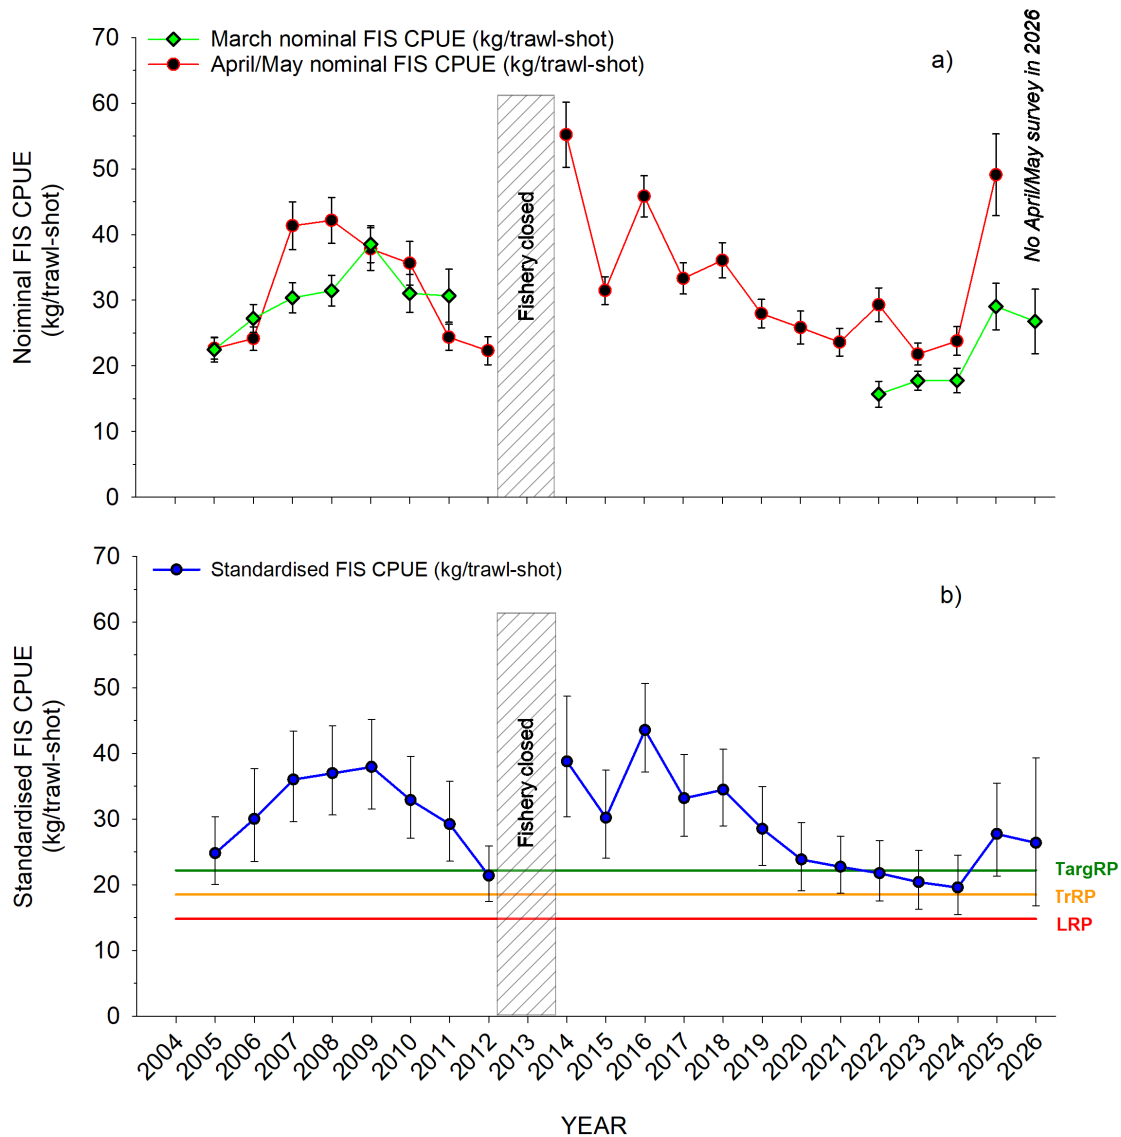 70
March nominal FIS CPUE (kg/trawl-shot)
April/May nominal FIS CPUE (kg/trawl-shot)
a)
No April/May survey in 2026
60
50
40
30
20
10
0
Noiminal FIS CPUE
(kg/trawl-shot)
Fishery closed
70
Standardised FIS CPUE (kg/trawl-shot)
b)
60
50
40
30
20
10
0
Standardised FIS CPUE
(kg/trawl-shot)
Fishery closed
TargRP
TrRP
LRP
2004
2005
2006
2007
2008
2009
2010
2011
2012
2013
2014
2015
2016
2017
2018
2019
2020
2021
2022
2023
2024
2025
2026
YEAR